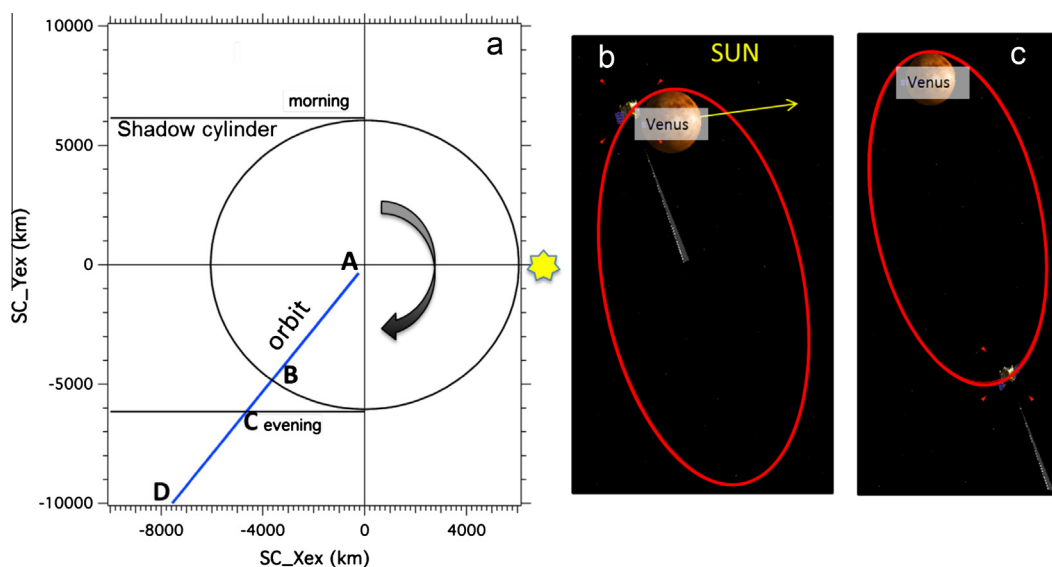 a
10000
5000
0
-5000
-10000
SC_Yex (km)
morning
Shadow cylinder
A
orbit
B
C evening
D
-8000 -4000 0 4000
SC_Xex (km)
b
SUN
Venus
c
Venus